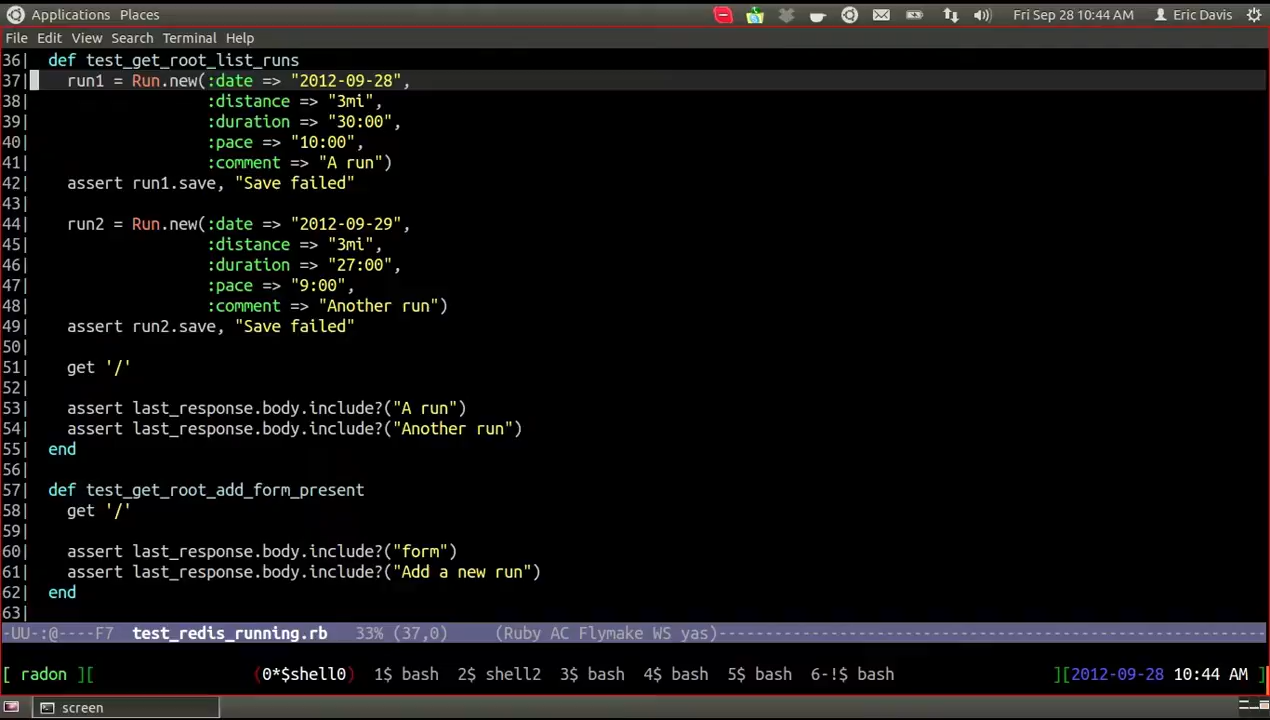 Applications Places Fri Sep 28 10:44 AM Eric Davis
File Edit View Search Terminal Help
36| def test_get_root_list_runs
37| run1 = Run.new(:date => "2012-09-28",
38| :distance => "3mi",
39| :duration => "30:00",
40| :pace => "10:00",
41| :comment => "A run")
42| assert run1.save, "Save failed"
43|
44| run2 = Run.new(:date => "2012-09-29",
45| :distance => "3mi",
46| :duration => "27:00",
47| :pace => "9:00",
48| :comment => "Another run")
49| assert run2.save, "Save failed"
50|
51| get '/'
52|
53| assert last_response.body.include?("A run")
54| assert last_response.body.include?("Another run")
55| end
56|
57| def test_get_root_add_form_present
58| get '/'
59|
60| assert last_response.body.include?("form")
61| assert last_response.body.include?("Add a new run")
62| end
63|
-UU-:@----F7 test_redis_running.rb 33% (37,0) (Ruby AC Flymake WS yas)-----------------------------------------------------------
[ radon ][ (0*$shell0) 1$ bash 2$ shell2 3$ bash 4$ bash 5$ bash 6-!$ bash ][2012-09-28 10:44 AM ]
screen